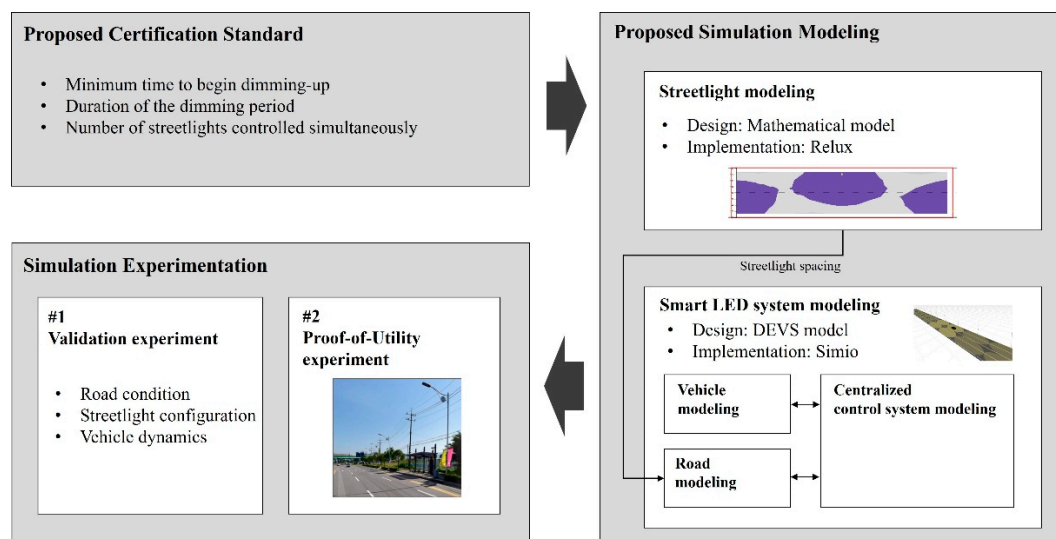 Proposed Certification Standard
• Minimum time to begin dimming-up
• Duration of the dimming period
• Number of streetlights controlled simultaneously
Proposed Simulation Modeling
Streetlight modeling
• Design: Mathematical model
• Implementation: Relux
Streetlight spacing
Smart LED system modeling
• Design: DEVS model
• Implementation: Simio
Vehicle
modeling
Centralized
control system modeling
Road
modeling
Simulation Experimentation
#1
Validation experiment
• Road condition
• Streetlight configuration
• Vehicle dynamics
#2
Proof-of-Utility
experiment